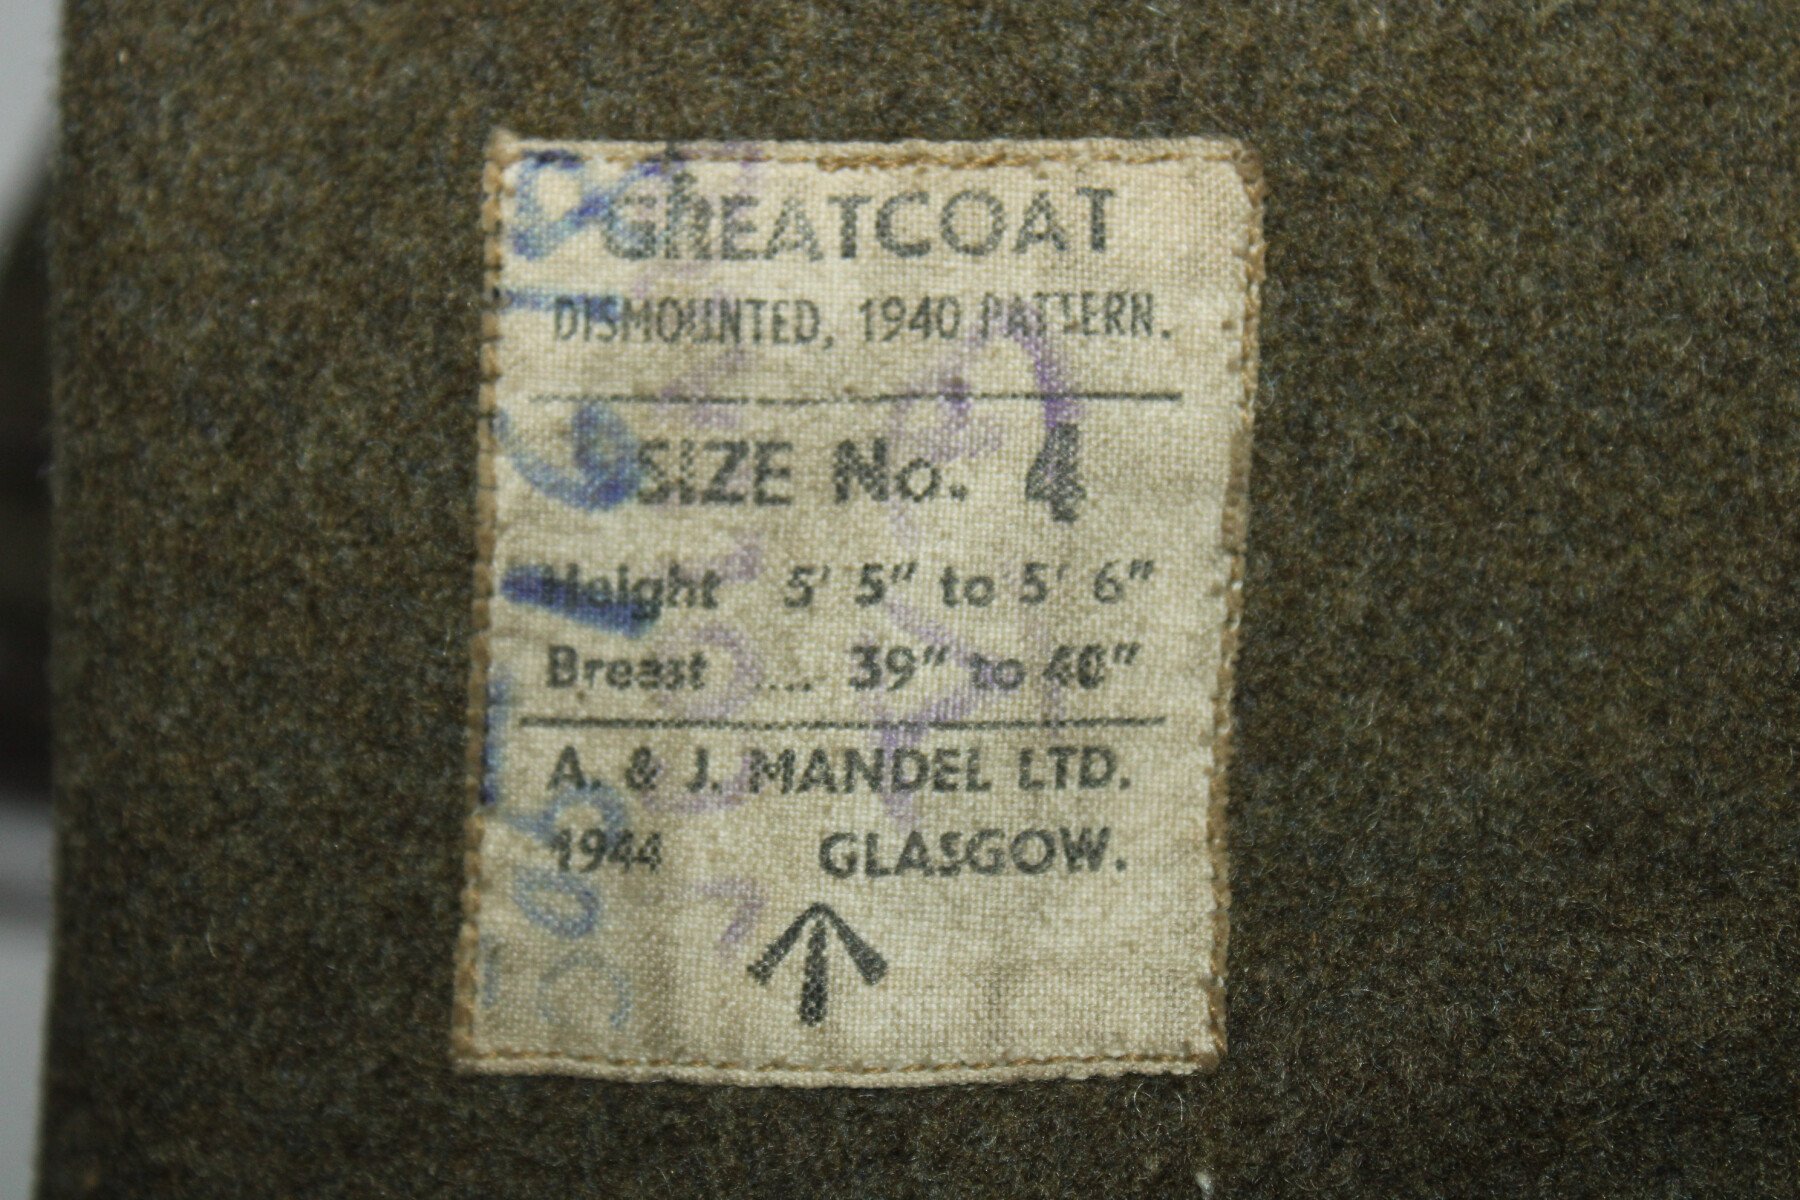 GREATCOAT
DISMOUNTED, 1940 PATTERN.
SIZE No. 4
Height 5' 5" to 5' 6"
Breast .... 39" to 40"
A. & J. MANDEL LTD.
1944 GLASGOW.